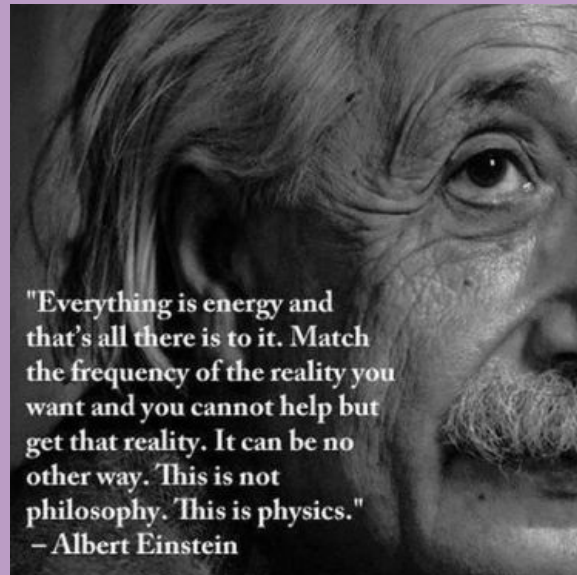 "Everything is energy and
that's all there is to it. Match
the frequency of the reality you
want and you cannot help but
get that reality. It can be no
other way. This is not
philosophy. This is physics."
– Albert Einstein